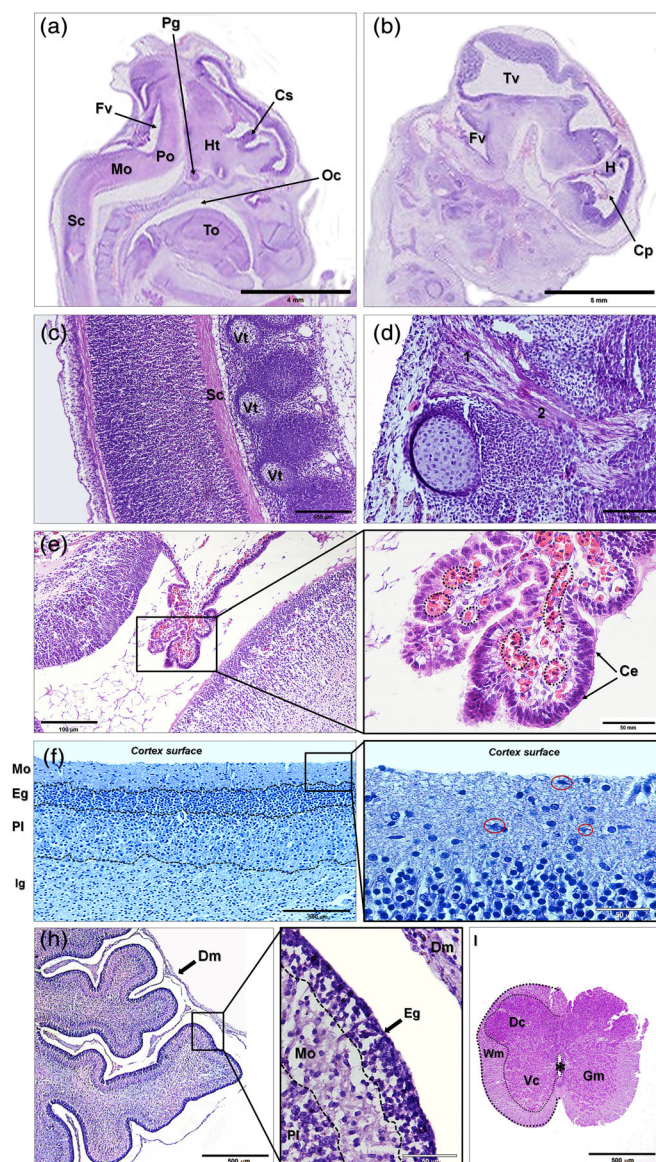 (a)
Pg
Fv
Cs
Ht
Po
Mo
Oc
Sc
To
4 mm
(b)
Tv
Fv
H
Cp
5 mm
(c)
Vt
Sc
Vt
Vt
(d)
1
2
(e)
100 µm
Ce
50 mm
(f)
Cortex surface
Mo
Eg
Pl
Ig
Cortex surface
(h)
Dm
500 µm
Dm
Eg
Mo
Pl
I
Dc
Wm
Vc
*
Gm
500 µm